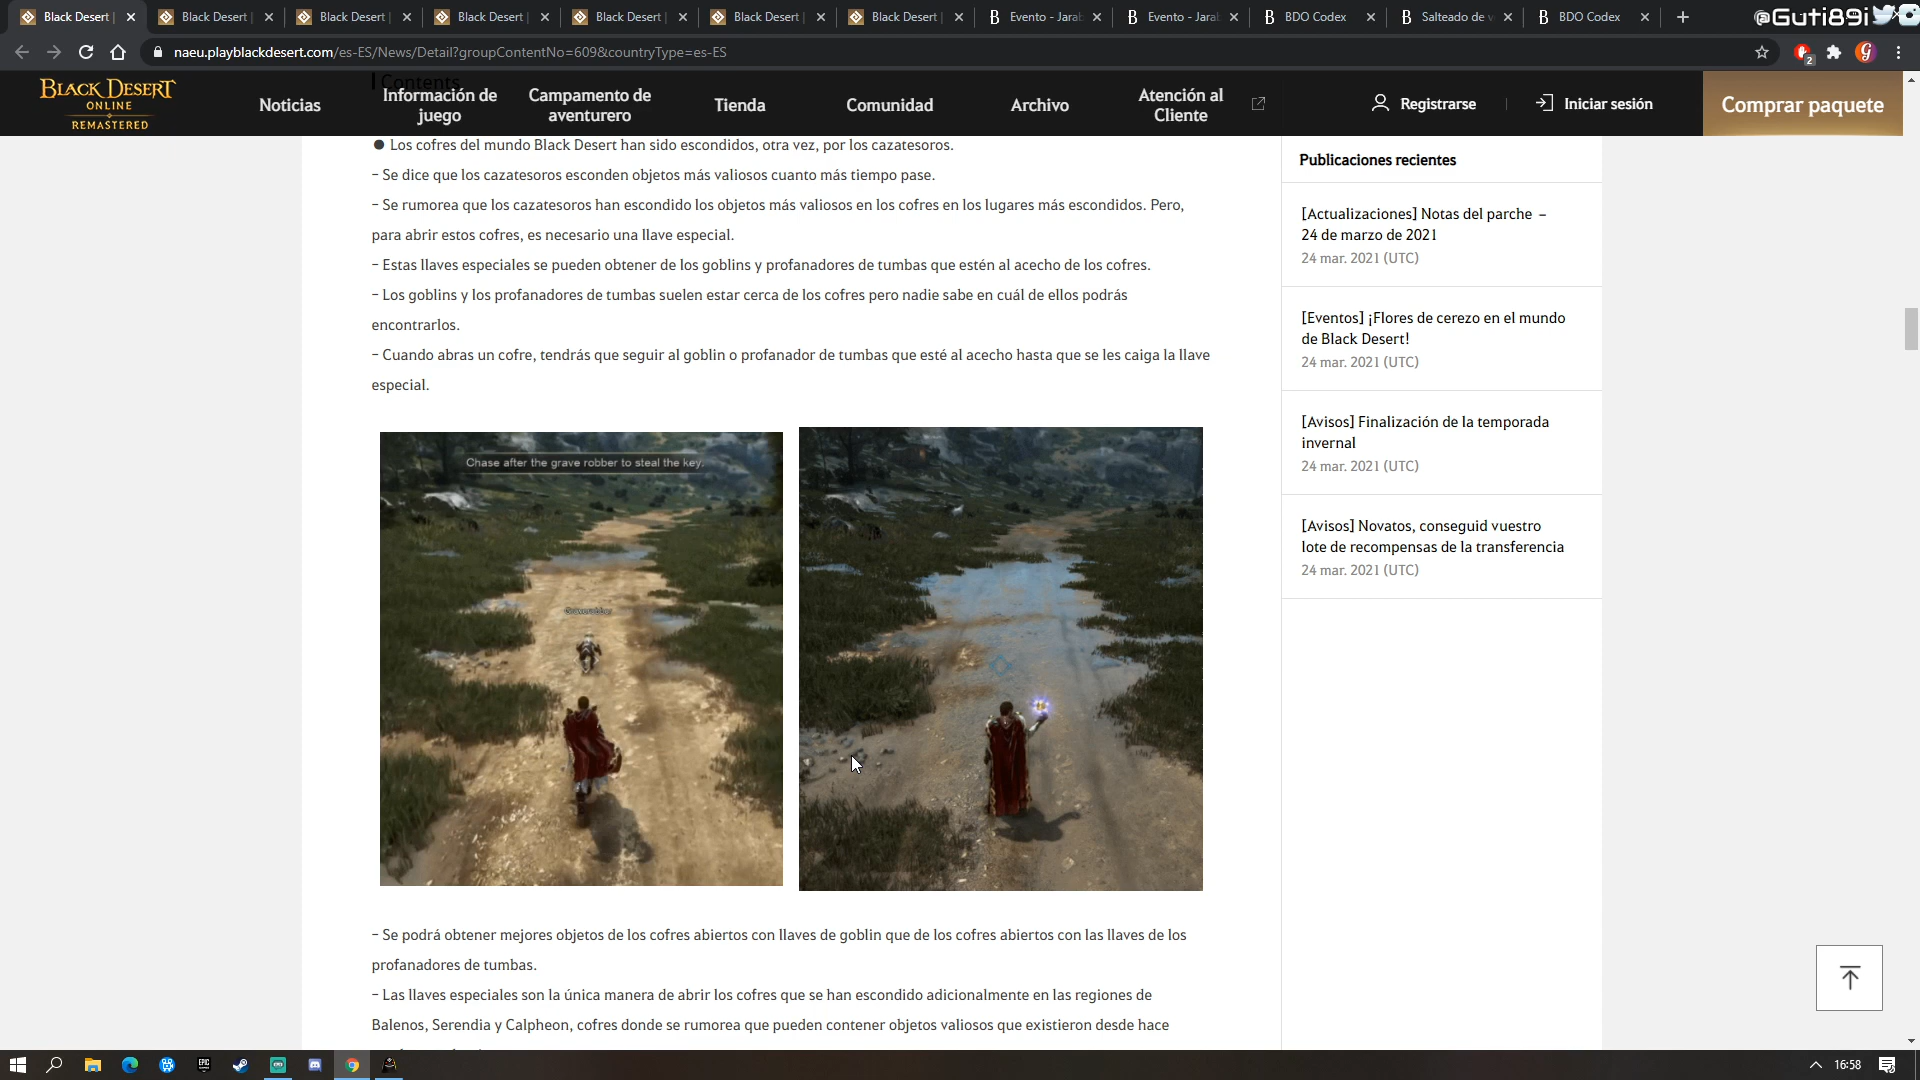 Black Desert |
Black Desert |
Black Desert |
Black Desert |
Black Desert |
Black Desert |
Black Desert |
Evento - Jara
Evento - Jara
BDO Codex
Salteado de v
BDO Codex
@Guti89i
naeu.playblackdesert.com/es-ES/News/Detail?groupContentNo=609&countryType=es-ES
2
Contents
BLACK DESERT
ONLINE
REMASTERED
Noticias
Información de
juego
Campamento de
aventurero
Tienda
Comunidad
Archivo
Atención al
Cliente
Registrarse
Iniciar sesión
Comprar paquete
● Los cofres del mundo Black Desert han sido escondidos, otra vez, por los cazatesoros.
- Se dice que los cazatesoros esconden objetos más valiosos cuanto más tiempo pase.
- Se rumorea que los cazatesoros han escondido los objetos más valiosos en los cofres en los lugares más escondidos. Pero,
para abrir estos cofres, es necesario una llave especial.
- Estas llaves especiales se pueden obtener de los goblins y profanadores de tumbas que estén al acecho de los cofres.
- Los goblins y los profanadores de tumbas suelen estar cerca de los cofres pero nadie sabe en cuál de ellos podrás
encontrarlos.
- Cuando abras un cofre, tendrás que seguir al goblin o profanador de tumbas que esté al acecho hasta que se les caiga la llave
especial.
Chase after the grave robber to steal the key.
- Se podrá obtener mejores objetos de los cofres abiertos con llaves de goblin que de los cofres abiertos con las llaves de los
profanadores de tumbas.
- Las llaves especiales son la única manera de abrir los cofres que se han escondido adicionalmente en las regiones de
Balenos, Serendia y Calpheon, cofres donde se rumorea que pueden contener objetos valiosos que existieron desde hace
Publicaciones recientes
[Actualizaciones] Notas del parche –
24 de marzo de 2021
24 mar. 2021 (UTC)
[Eventos] ¡Flores de cerezo en el mundo
de Black Desert!
24 mar. 2021 (UTC)
[Avisos] Finalización de la temporada
invernal
24 mar. 2021 (UTC)
[Avisos] Novatos, conseguid vuestro
lote de recompensas de la transferencia
24 mar. 2021 (UTC)
EPIC
16:58